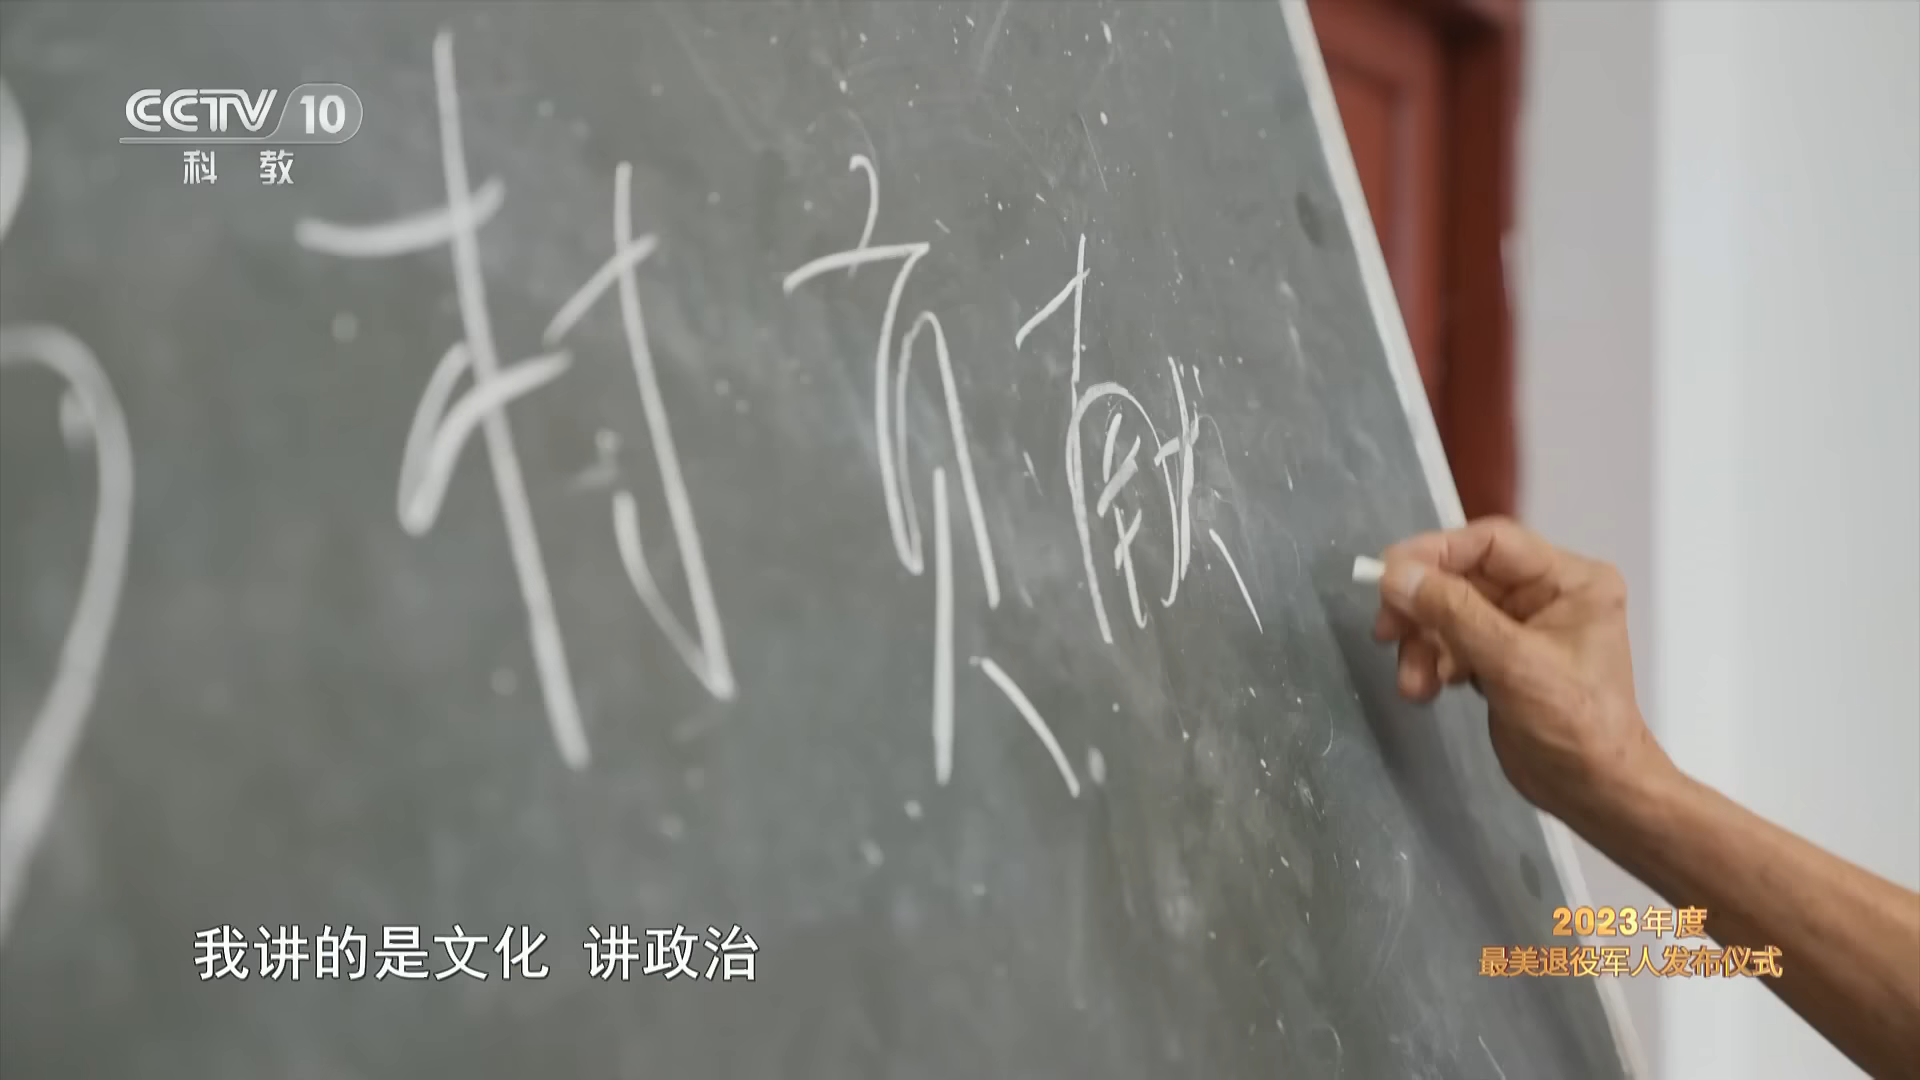 CCTV 10
科教
村贡献
我讲的是文化 讲政治
2023年度
最美退役军人发布仪式